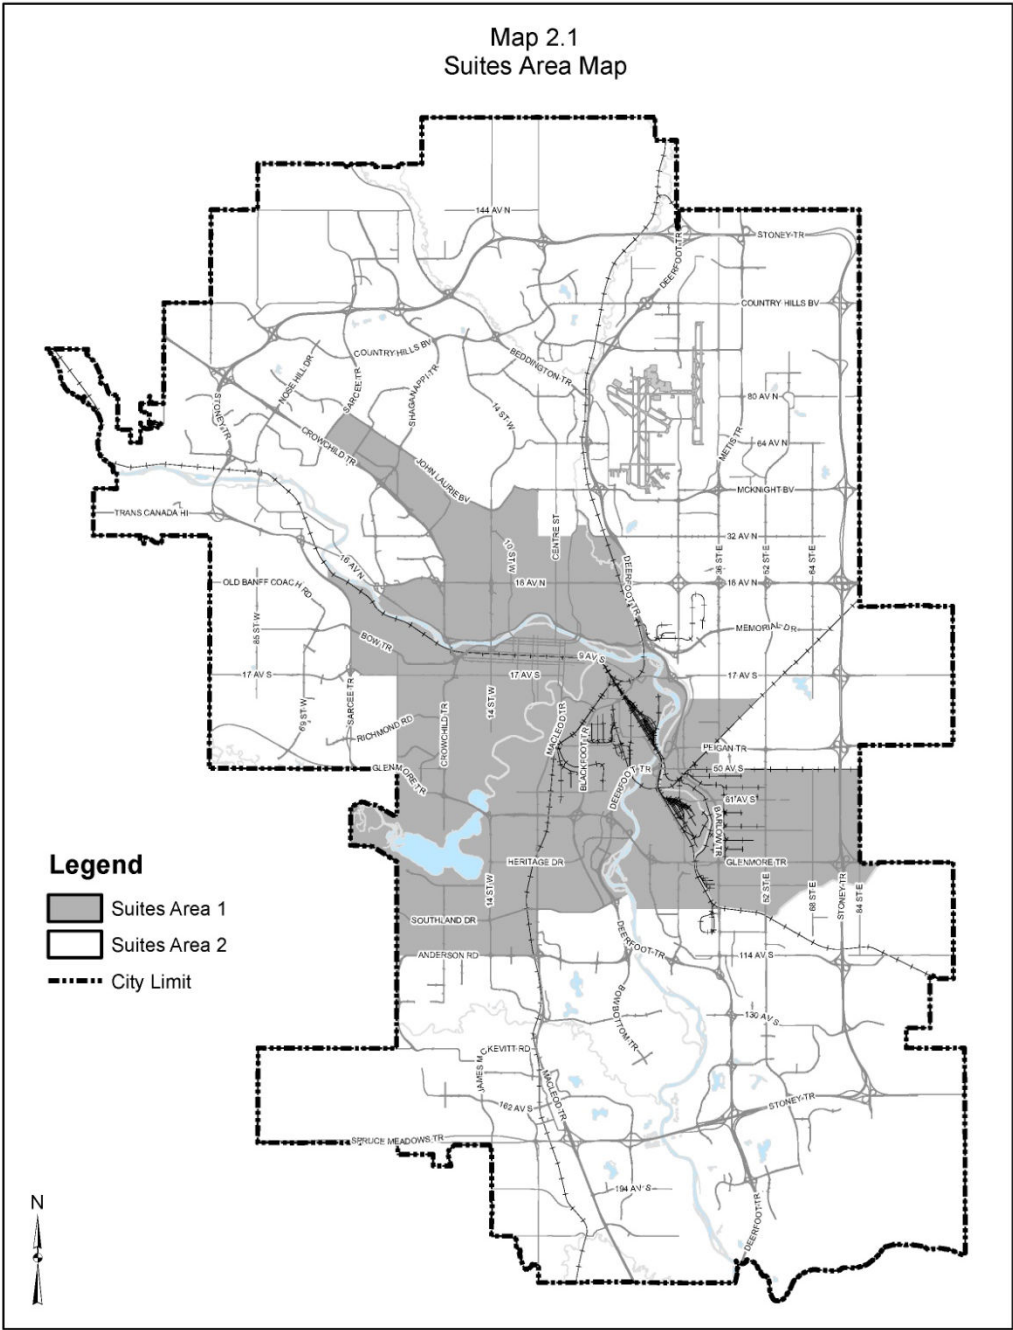 Map 2.1
Suites Area Map
144 AV N
STONEY TR
DEERFOOT TR
COUNTRY HILLS BV
COUNTRY HILLS BV
BEDDINGTON TR
NOSE HILL DR
SARCEE TR
SHAGANAPPI TR
14 ST W
80 AV N
STONEY TR
CROWCHILD TR
METIS TR
64 AV N
JOHN LAURIE BV
MCKNIGHT BV
TRANS CANADA HI
CENTRE ST
32 AV N
10 ST W
36 ST E
52 ST E
84 ST E
16 AV N
16 AV N
DEERFOOT TR
16 AV N
OLD BANFF COACH RD
85 ST W
BOW TR
MEMORIAL DR
9 AV S
17 AV S
17 AV S
17 AV S
69 ST W
SARCEE TR
RICHMOND RD
CROWCHILD TR
14 ST W
MACLEOD TR
BLACKFOOT TR
PEIGAN TR
50 AV S
GLENMORE TR
DEERFOOT TR
61 AV S
BARLOW TR
HERITAGE DR
GLENMORE TR
14 ST W
52 ST E
68 ST E
STONEY TR
84 ST E
Legend
Suites Area 1
Suites Area 2
City Limit
SOUTHLAND DR
ANDERSON RD
DEERFOOT TR
114 AV S
BOWBOTTOM TR
130 AV S
JAMES MCKEVITT RD
MACLEOD TR
162 AV S
STONEY TR
SPRUCE MEADOWS TR
194 AV S
DEERFOOT TR
N